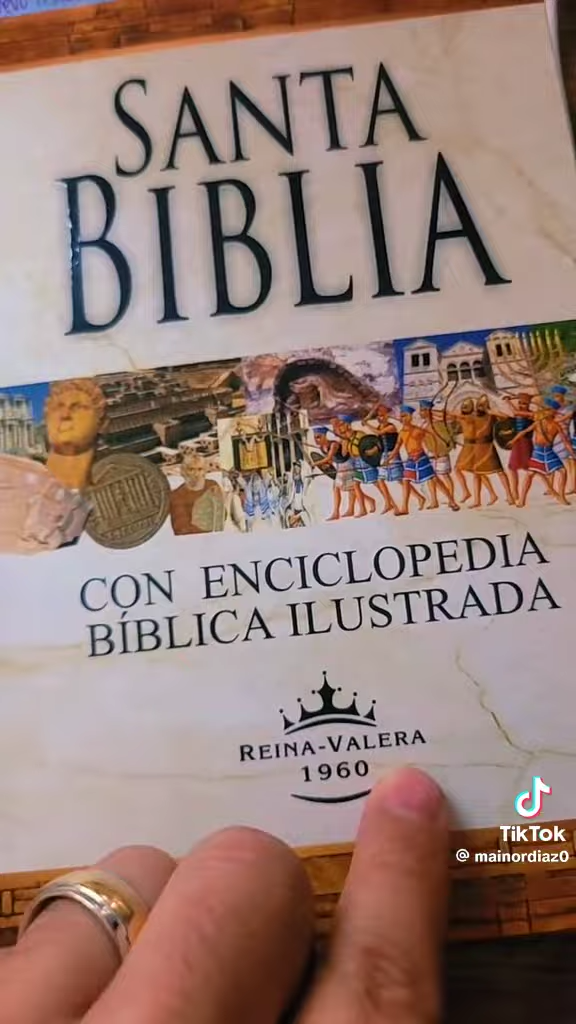 SANTA
BIBLIA
CON ENCICLOPEDIA
BÍBLICA ILUSTRADA
REINA-VALERA
1960
TikTok
@ mainordiaz0